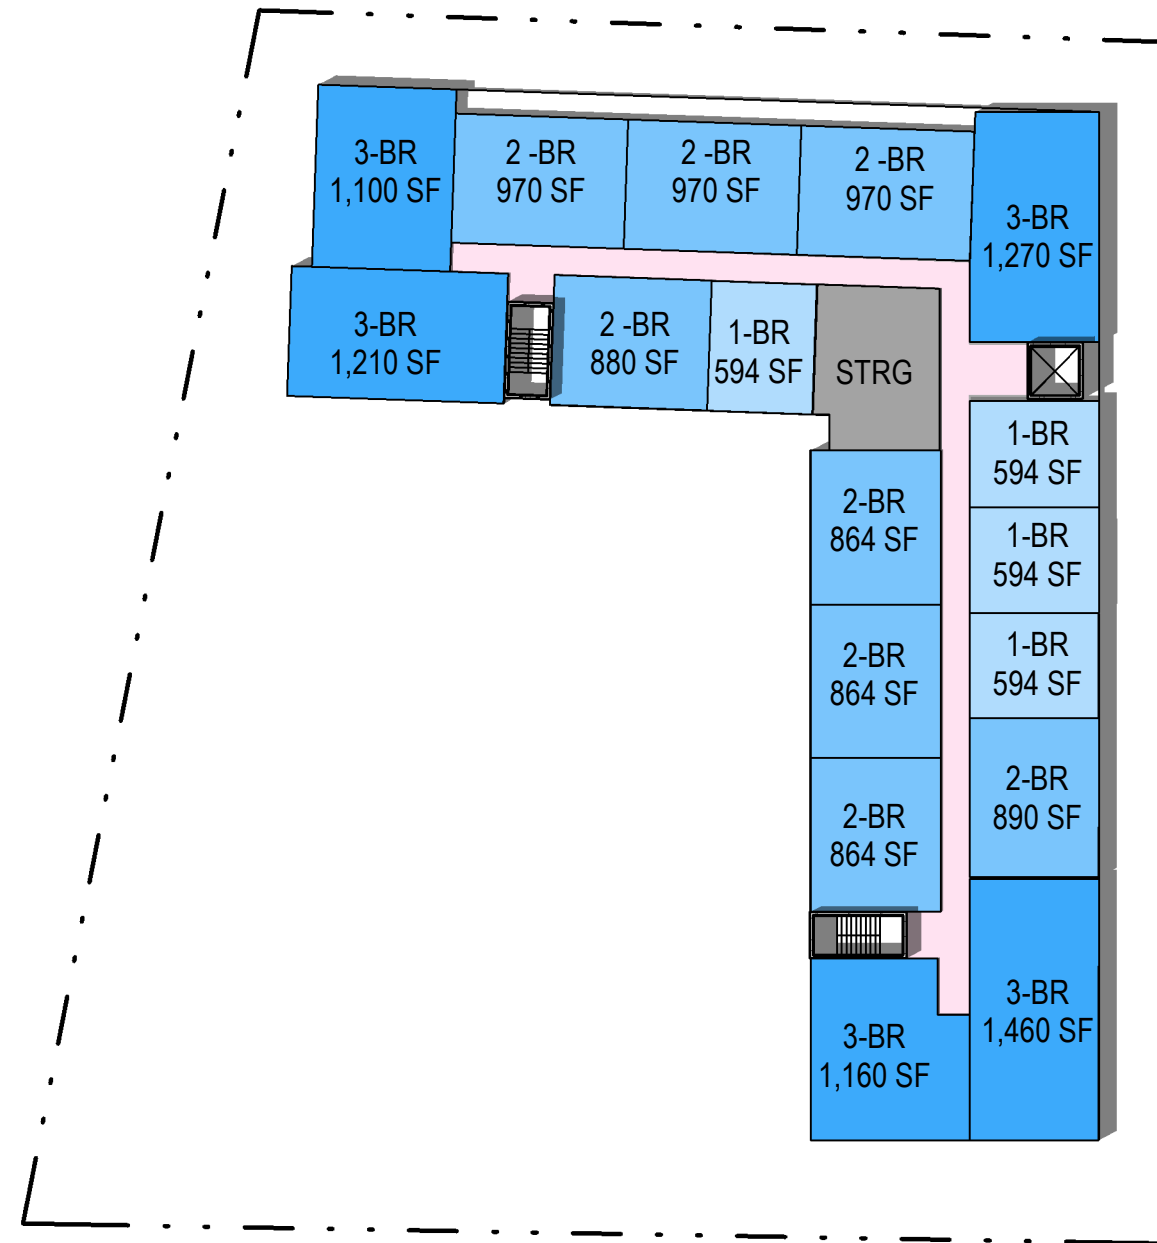 3-BR
1,100 SF
2 -BR
970 SF
2 -BR
970 SF
2 -BR
970 SF
3-BR
1,270 SF
3-BR
1,210 SF
2 -BR
880 SF
1-BR
594 SF
STRG
1-BR
594 SF
2-BR
864 SF
1-BR
594 SF
2-BR
864 SF
1-BR
594 SF
2-BR
890 SF
2-BR
864 SF
3-BR
1,460 SF
3-BR
1,160 SF